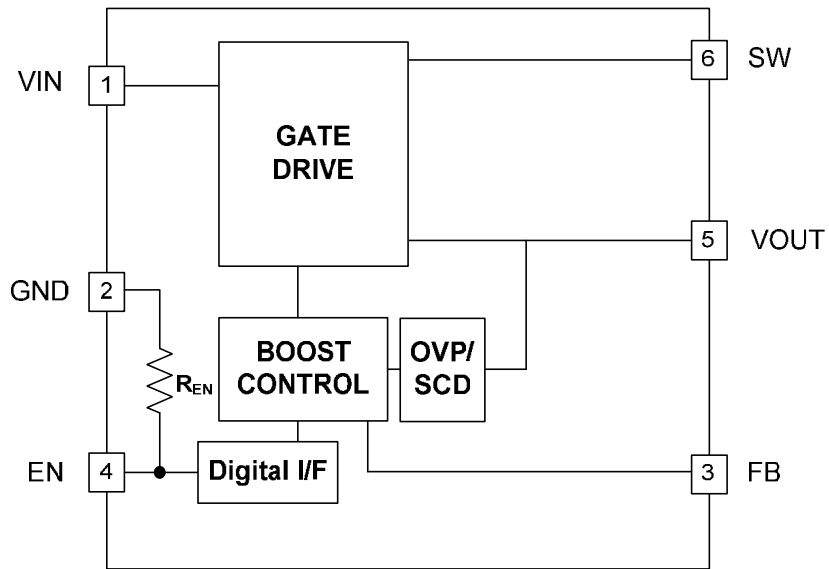 VIN
1
GATE
DRIVE
6
SW
5
VOUT
GND
2
R_EN
BOOST
CONTROL
OVP/
SCD
EN
4
Digital I/F
3
FB